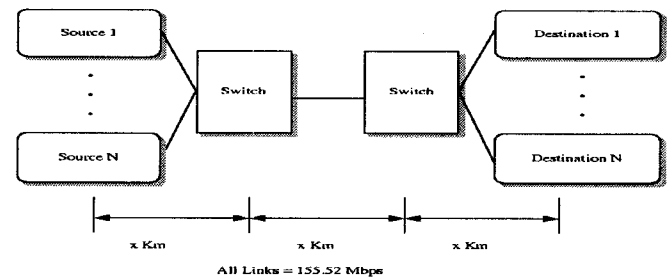 Source 1
Destination 1
Switch
Switch
Source N
Destination N
x Km
x Km
x Km
All Links = 155.52 Mbps